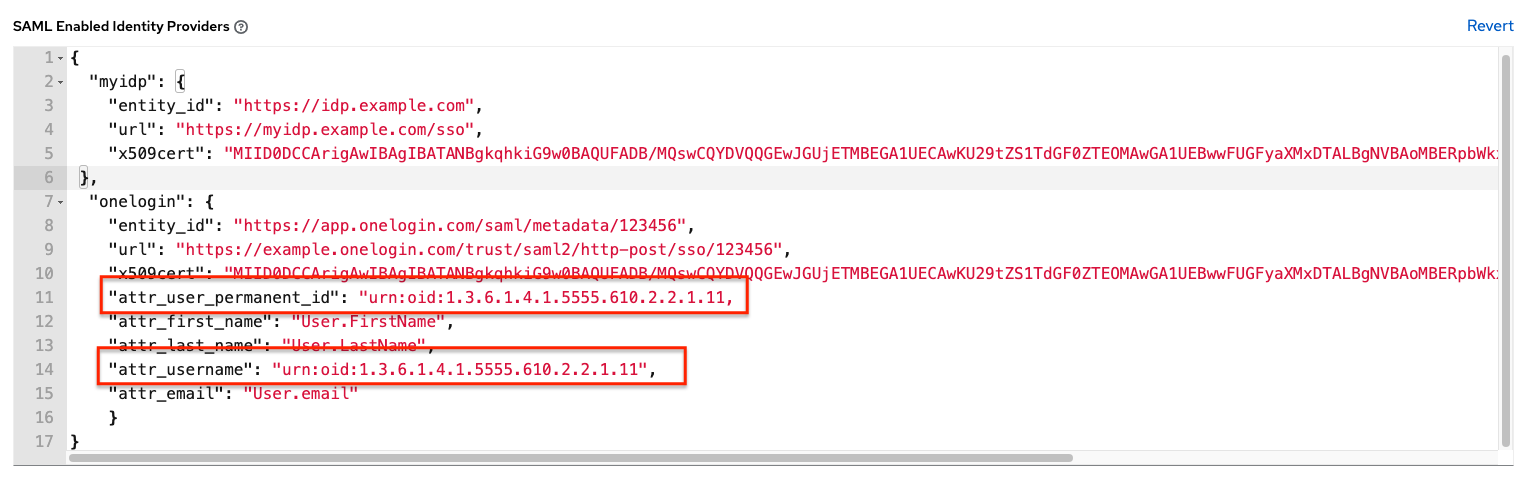 SAML Enabled Identity Providers ?
Revert
1 {
2 "myidp": {
3 "entity_id": "https://idp.example.com",
4 "url": "https://myidp.example.com/sso",
5 "x509cert": "MIID0DCCArigAwIBAgIBATANBgkqhkiG9w0BAQUFADB/MQswCQYDVQQGEwJGUjETMBEGA1UECAwKU29tZS1TdGF0ZTEOMAwGA1UEBwwFUGFyaXMxDTALBgNVBAoMBERpbWkx
6 },
7 "onelogin": {
8 "entity_id": "https://app.onelogin.com/saml/metadata/123456",
9 "url": "https://example.onelogin.com/trust/saml2/http-post/sso/123456",
10 "x509cert": "MIID0DCCArigAwIBAgIBATANBgkqhkiG9w0BAQUFADB/MQswCQYDVQQGEwJGUjETMBEGA1UECAwKU29tZS1TdGF0ZTEOMAwGA1UEBwwFUGFyaXMxDTALBgNVBAoMBERpbWkx
11 "attr_user_permanent_id": "urn:oid:1.3.6.1.4.1.5555.610.2.2.1.11,
12 "attr_first_name": "User.FirstName",
13 "attr_last_name": "User.LastName",
14 "attr_username": "urn:oid:1.3.6.1.4.1.5555.610.2.2.1.11",
15 "attr_email": "User.email"
16 }
17 }